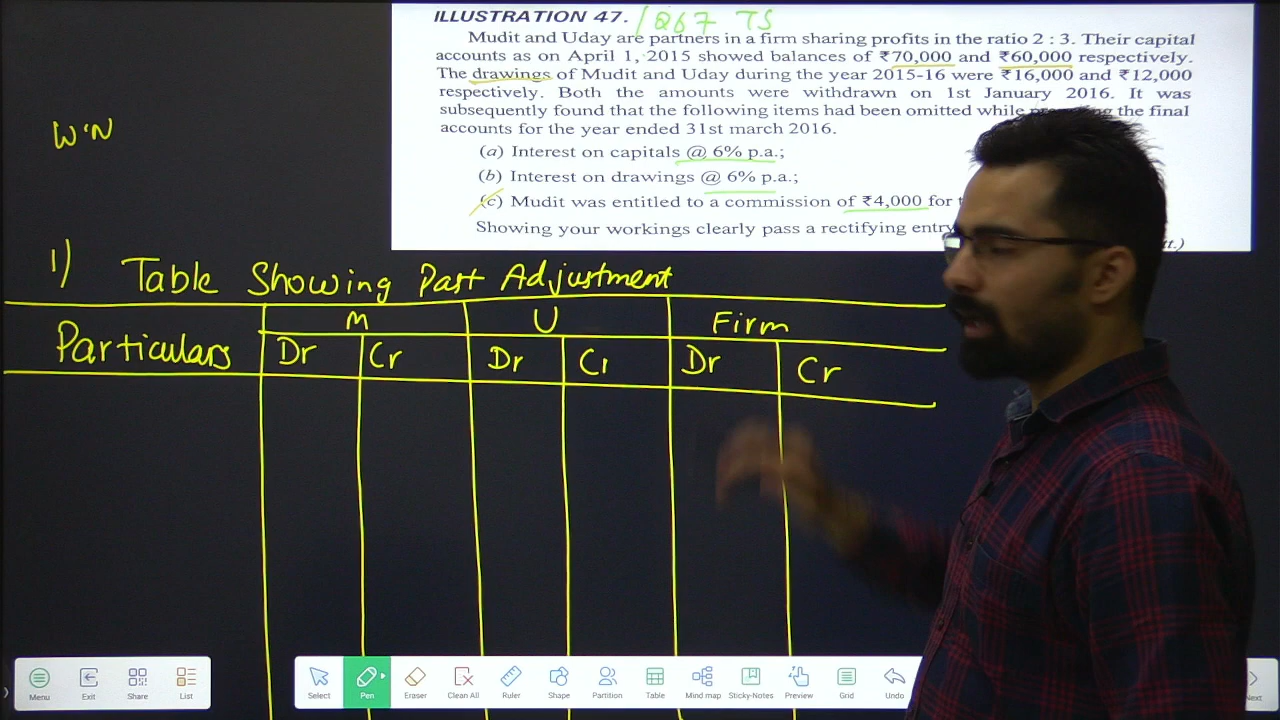 ILLUSTRATION 47. / Q67 TS
Mudit and Uday are partners in a firm sharing profits in the ratio 2 : 3. Their capital
accounts as on April 1, 2015 showed balances of ₹70,000 and ₹60,000 respectively.
The drawings of Mudit and Uday during the year 2015-16 were ₹16,000 and ₹12,000
respectively. Both the amounts were withdrawn on 1st January 2016. It was
subsequently found that the following items had been omitted while the final
accounts for the year ended 31st march 2016.
(a) Interest on capitals @ 6% p.a.;
(b) Interest on drawings @ 6% p.a.;
(c) Mudit was entitled to a commission of ₹4,000 for
Showing your workings clearly pass a rectifying entry
tt.)
W.N
1) Table Showing Past Adjustment
Particulars M U Firm
Dr Cr Dr Cr Dr Cr
Menu Exit Share List Select Pen Eraser Clean All Ruler Shape Partition Table Mind map Sticky-Notes Preview Grid Undo Next